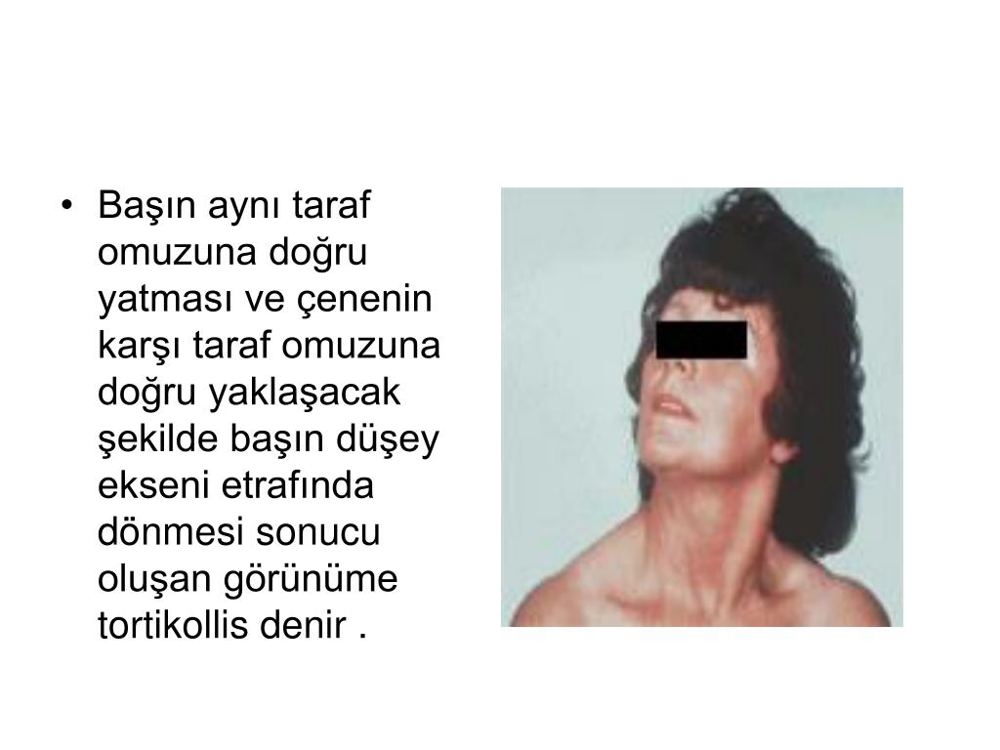 • Başın aynı taraf
omuzuna doğru
yatması ve çenenin
karşı taraf omuzuna
doğru yaklaşacak
şekilde başın düşey
ekseni etrafında
dönmesi sonucu
oluşan görünüme
tortikollis denir .